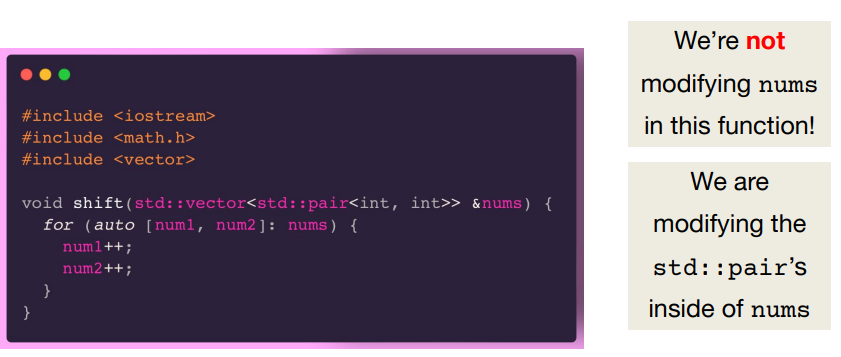 #include <iostream>
#include <math.h>
#include <vector>
void shift(std::vector<std::pair<int, int>> &nums) {
for (auto [num1, num2]: nums) {
num1++;
num2++;
}
}
We’re not
modifying nums
in this function!
We are
modifying the
std::pair’s
inside of nums